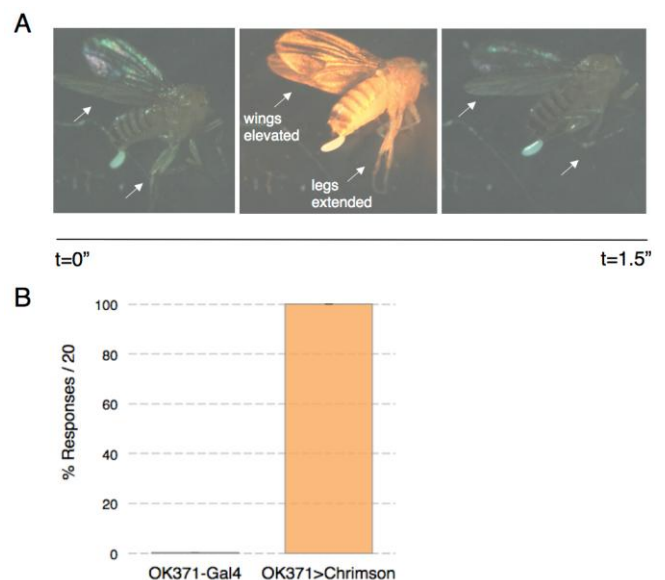 A
wings
elevated
legs
extended
t=0"
t=1.5"
B
% Responses / 20
100
80
60
40
20
0
OK371-Gal4
OK371>Chrimson